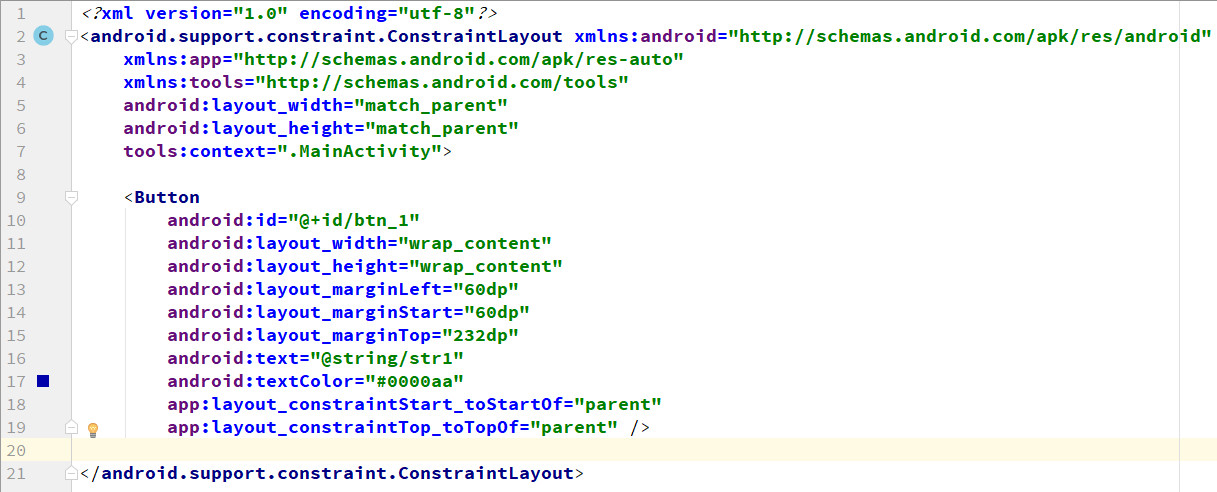 1 <?xml version="1.0" encoding="utf-8"?>
2 C <android.support.constraint.ConstraintLayout xmlns:android="http://schemas.android.com/apk/res/android"
3     xmlns:app="http://schemas.android.com/apk/res-auto"
4     xmlns:tools="http://schemas.android.com/tools"
5     android:layout_width="match_parent"
6     android:layout_height="match_parent"
7     tools:context=".MainActivity">
8
9     <Button
10         android:id="@+id/btn_1"
11         android:layout_width="wrap_content"
12         android:layout_height="wrap_content"
13         android:layout_marginLeft="60dp"
14         android:layout_marginStart="60dp"
15         android:layout_marginTop="232dp"
16         android:text="@string/str1"
17         android:textColor="#0000aa"
18         app:layout_constraintStart_toStartOf="parent"
19         app:layout_constraintTop_toTopOf="parent" />
20
21 </android.support.constraint.ConstraintLayout>